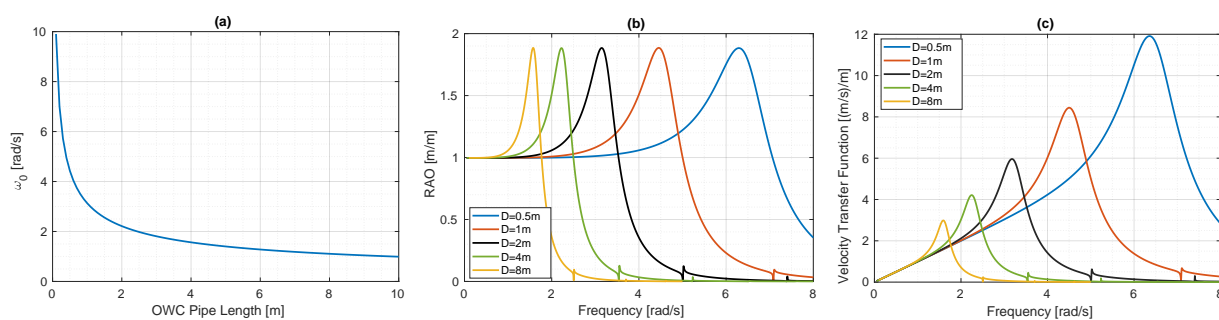 (a)
10
8
6
4
2
0
ω0 [rad/s]
0 2 4 6 8 10
OWC Pipe Length [m]
(b)
2
1.5
1
0.5
0
RAO [m/m]
D=0.5m
D=1m
D=2m
D=4m
D=8m
0 2 4 6 8
Frequency [rad/s]
(c)
12
10
8
6
4
2
0
Velocity Transfer Function [(m/s)/m]
D=0.5m
D=1m
D=2m
D=4m
D=8m
0 2 4 6 8
Frequency [rad/s]